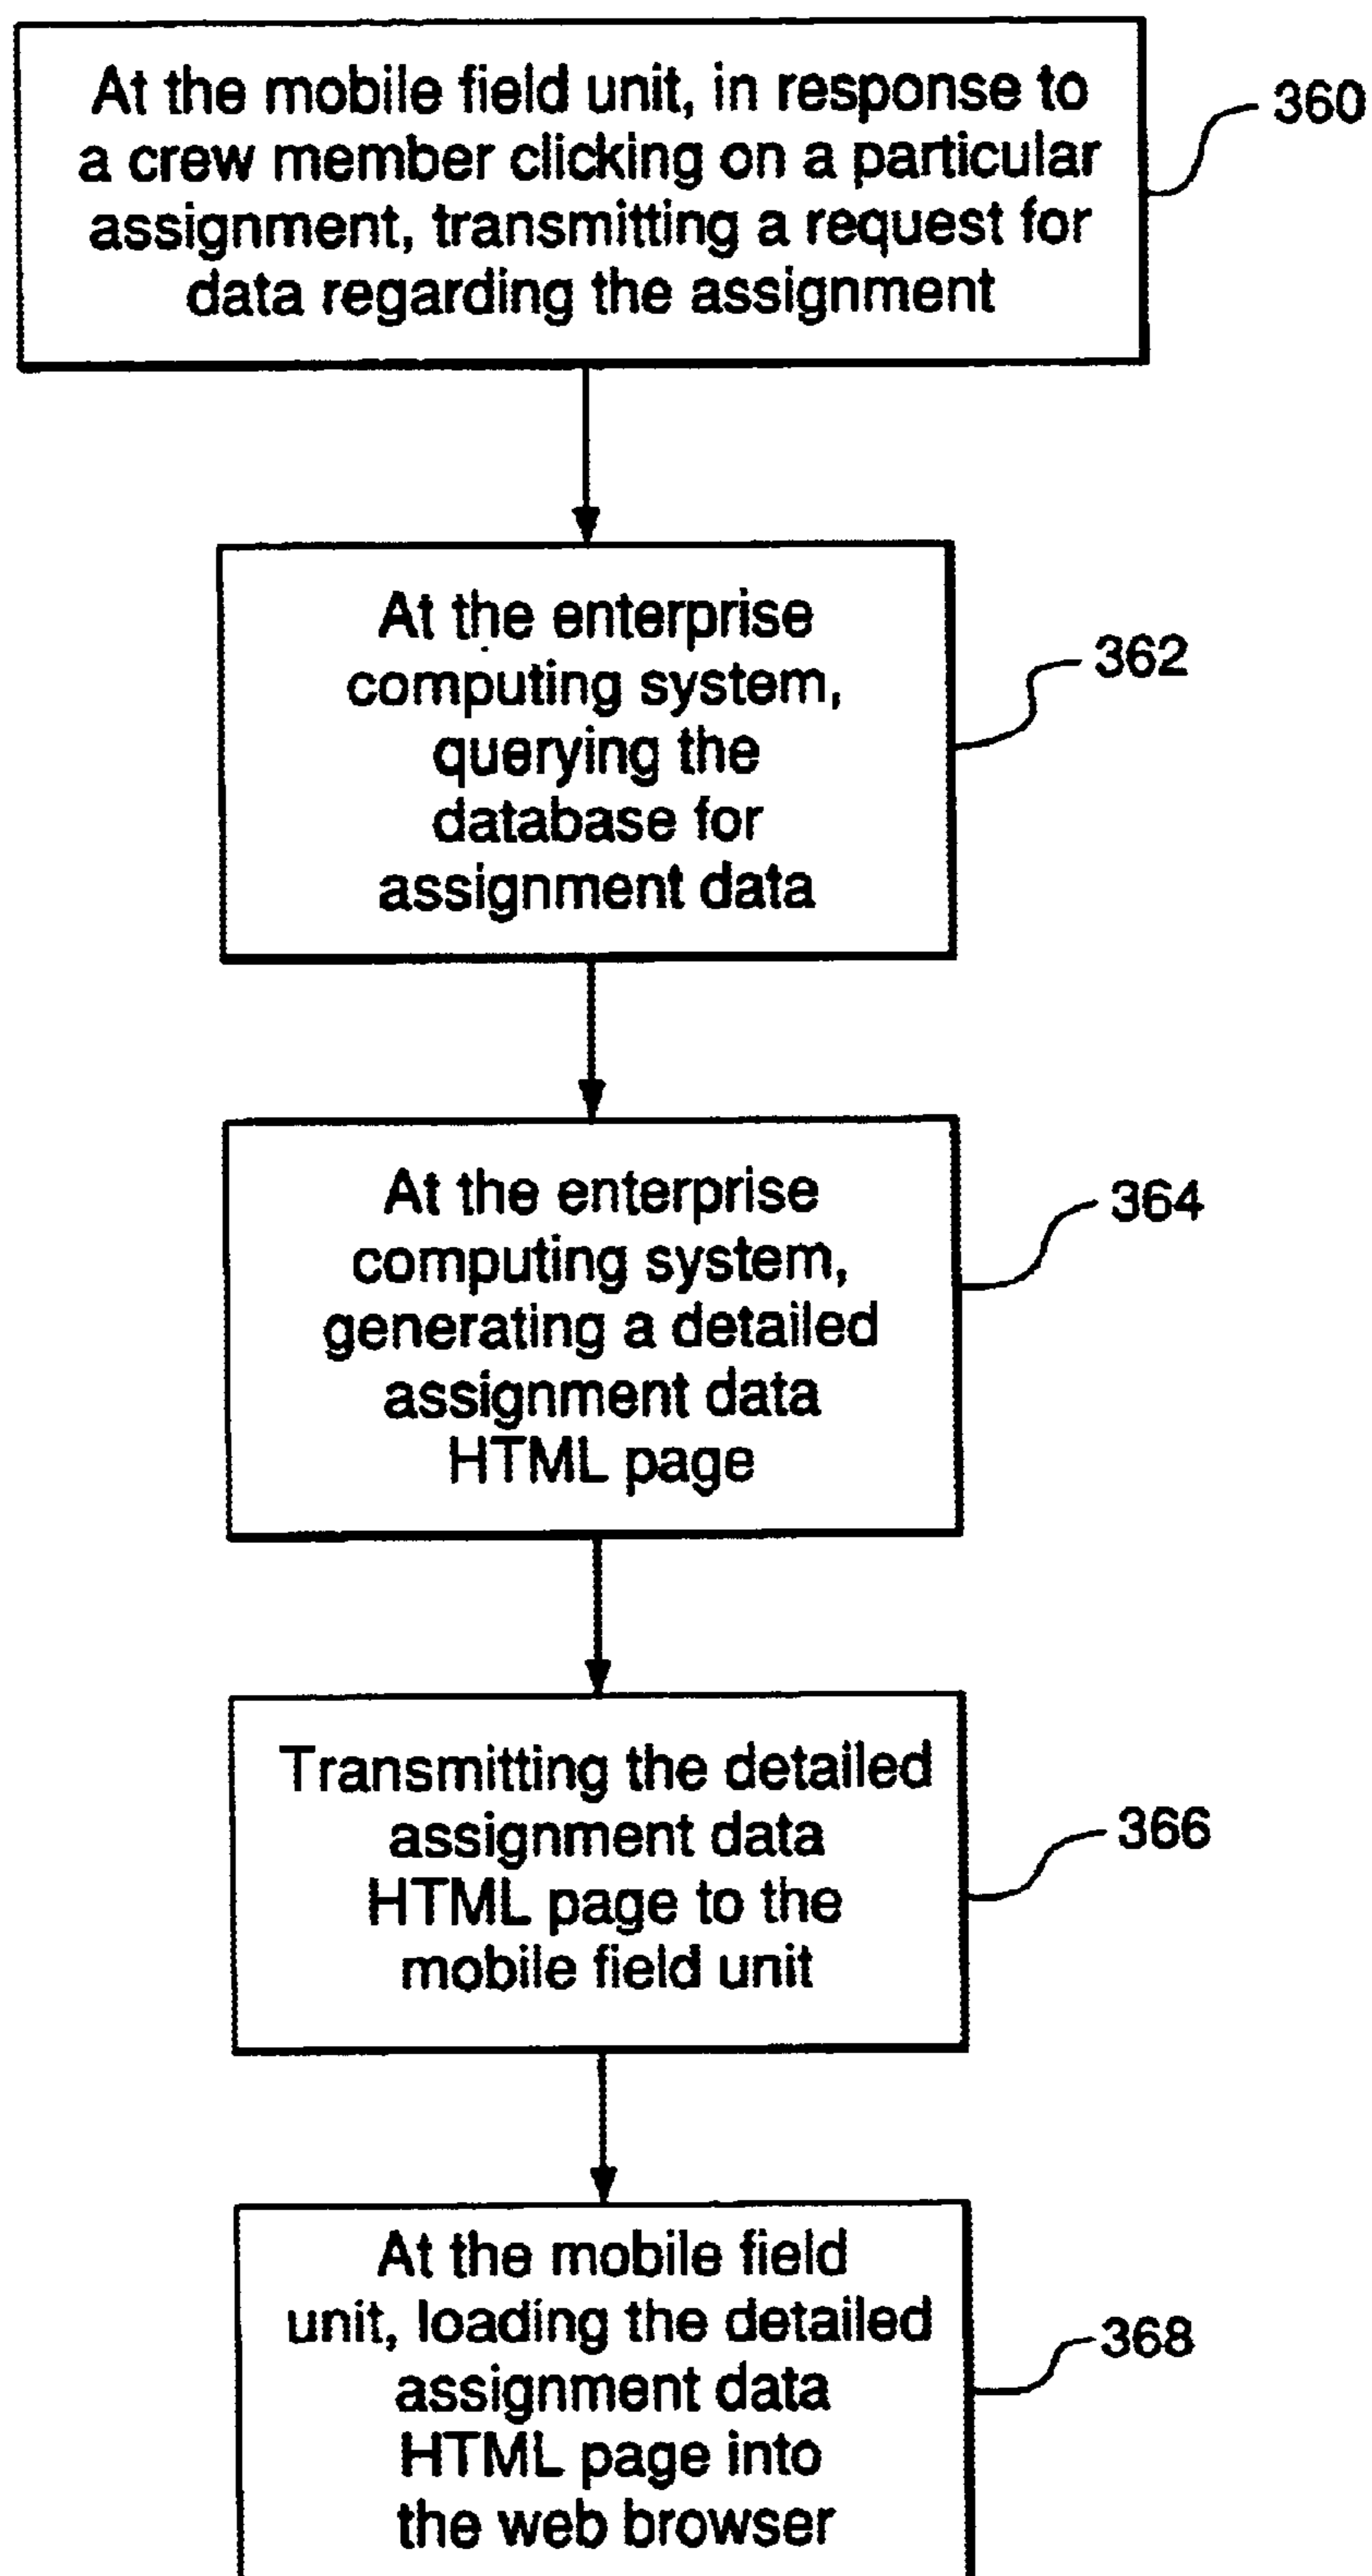 At the mobile field unit, in response to
a crew member clicking on a particular
assignment, transmitting a request for
data regarding the assignment
360
At the enterprise
computing system,
querying the
database for
assignment data
362
At the enterprise
computing system,
generating a detailed
assignment data
HTML page
364
Transmitting the detailed
assignment data
HTML page to the
mobile field unit
366
At the mobile field
unit, loading the detailed
assignment data
HTML page into
the web browser
368